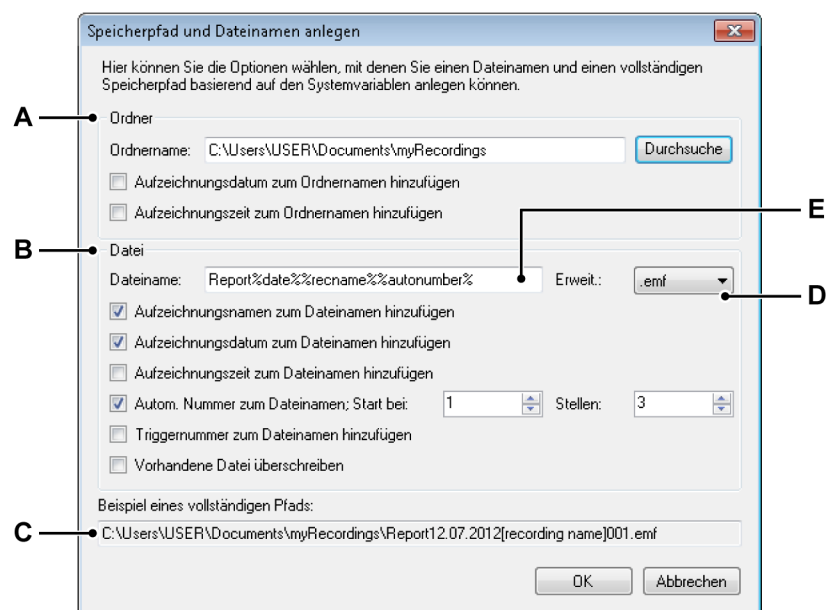 Speicherpfad und Dateinamen anlegen
Hier können Sie die Optionen wählen, mit denen Sie einen Dateinamen und einen vollständigen
Speicherpfad basierend auf den Systemvariablen anlegen können.
A
Ordner
Ordnername: C:\Users\USER\Documents\myRecordings Durchsuche
Aufzeichnungsdatum zum Ordnernamen hinzufügen
Aufzeichnungszeit zum Ordnernamen hinzufügen
E
B
Datei
Dateiname: Report%date%%recname%%autonumber% Erweit.: .emf
D
Aufzeichnungsnamen zum Dateinamen hinzufügen
Aufzeichnungsdatum zum Dateinamen hinzufügen
Aufzeichnungszeit zum Dateinamen hinzufügen
Autom. Nummer zum Dateinamen; Start bei: 1 Stellen: 3
Triggernummer zum Dateinamen hinzufügen
Vorhandene Datei überschreiben
Beispiel eines vollständigen Pfads:
C
C:\Users\USER\Documents\myRecordings\Report12.07.2012[recording name]001.emf
OK Abbrechen